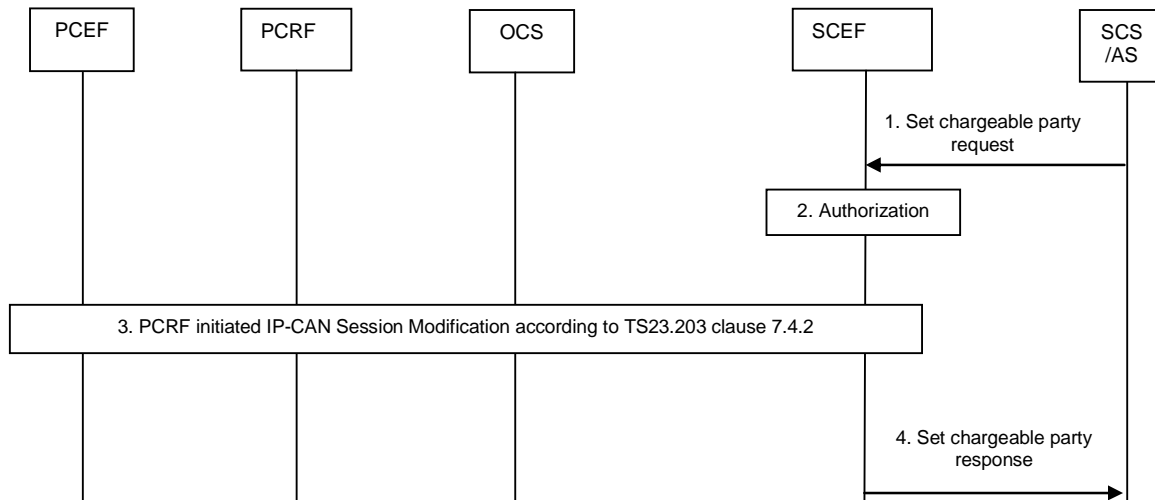 PCEF
PCRF
OCS
SCEF
SCS
/AS
1. Set chargeable party
request
2. Authorization
3. PCRF initiated IP-CAN Session Modification according to TS23.203 clause 7.4.2
4. Set chargeable party
response